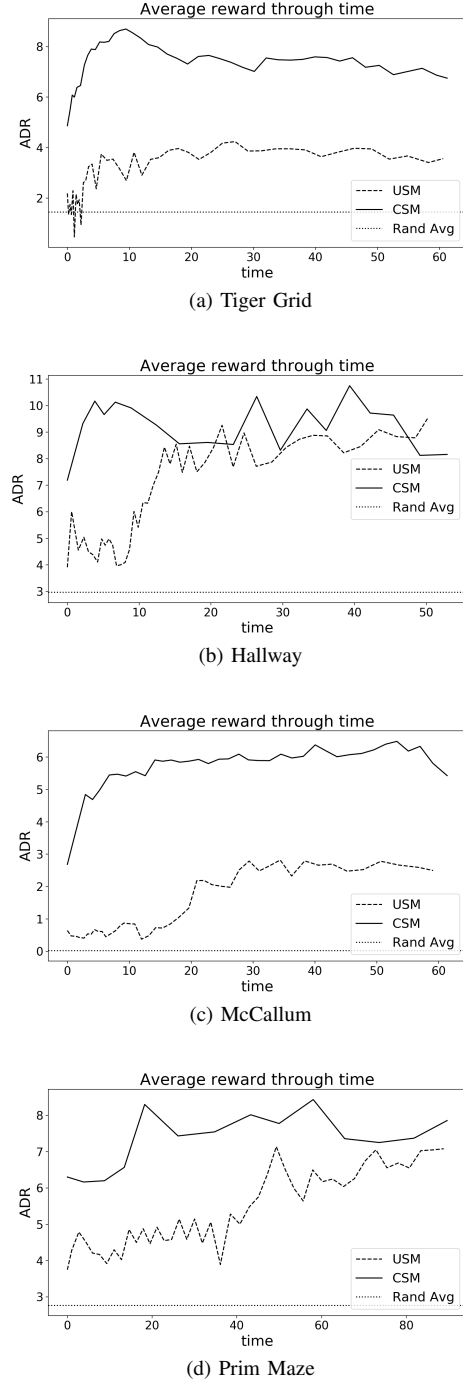 Average reward through time
8
6
4
2
ADR
USM
CSM
Rand Avg
0 10 20 30 40 50 60
time
(a) Tiger Grid
Average reward through time
11
10
9
8
7
6
5
4
3
ADR
USM
CSM
Rand Avg
0 10 20 30 40 50
time
(b) Hallway
Average reward through time
6
5
4
3
2
1
0
ADR
USM
CSM
Rand Avg
0 10 20 30 40 50 60
time
(c) McCallum
Average reward through time
8
7
6
5
4
3
ADR
USM
CSM
Rand Avg
0 20 40 60 80
time
(d) Prim Maze